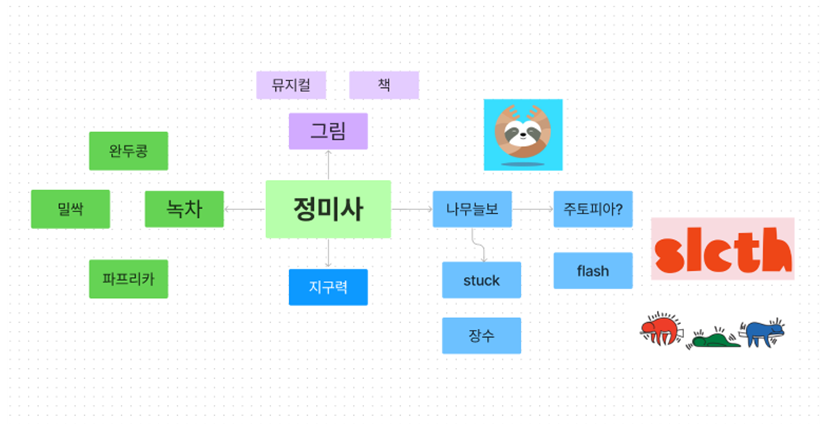 뮤지컬
책
그림
완두콩
밀싹
녹차
정미사
나무늘보
주토피아?
파프리카
지구력
stuck
flash
장수
slcth